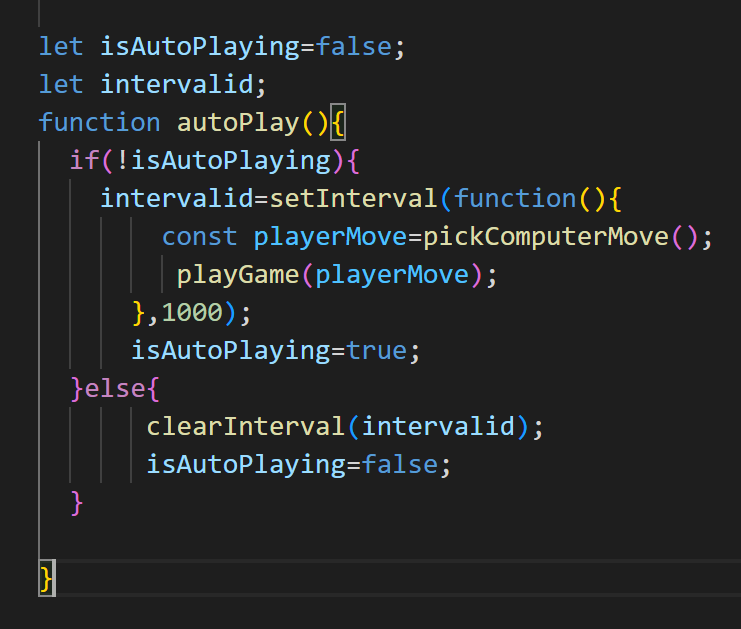 let isAutoPlaying=false;
let intervalid;
function autoPlay(){
if(!isAutoPlaying){
intervalid=setInterval(function(){
const playerMove=pickComputerMove();
playGame(playerMove);
},1000);
isAutoPlaying=true;
}else{
clearInterval(intervalid);
isAutoPlaying=false;
}
}